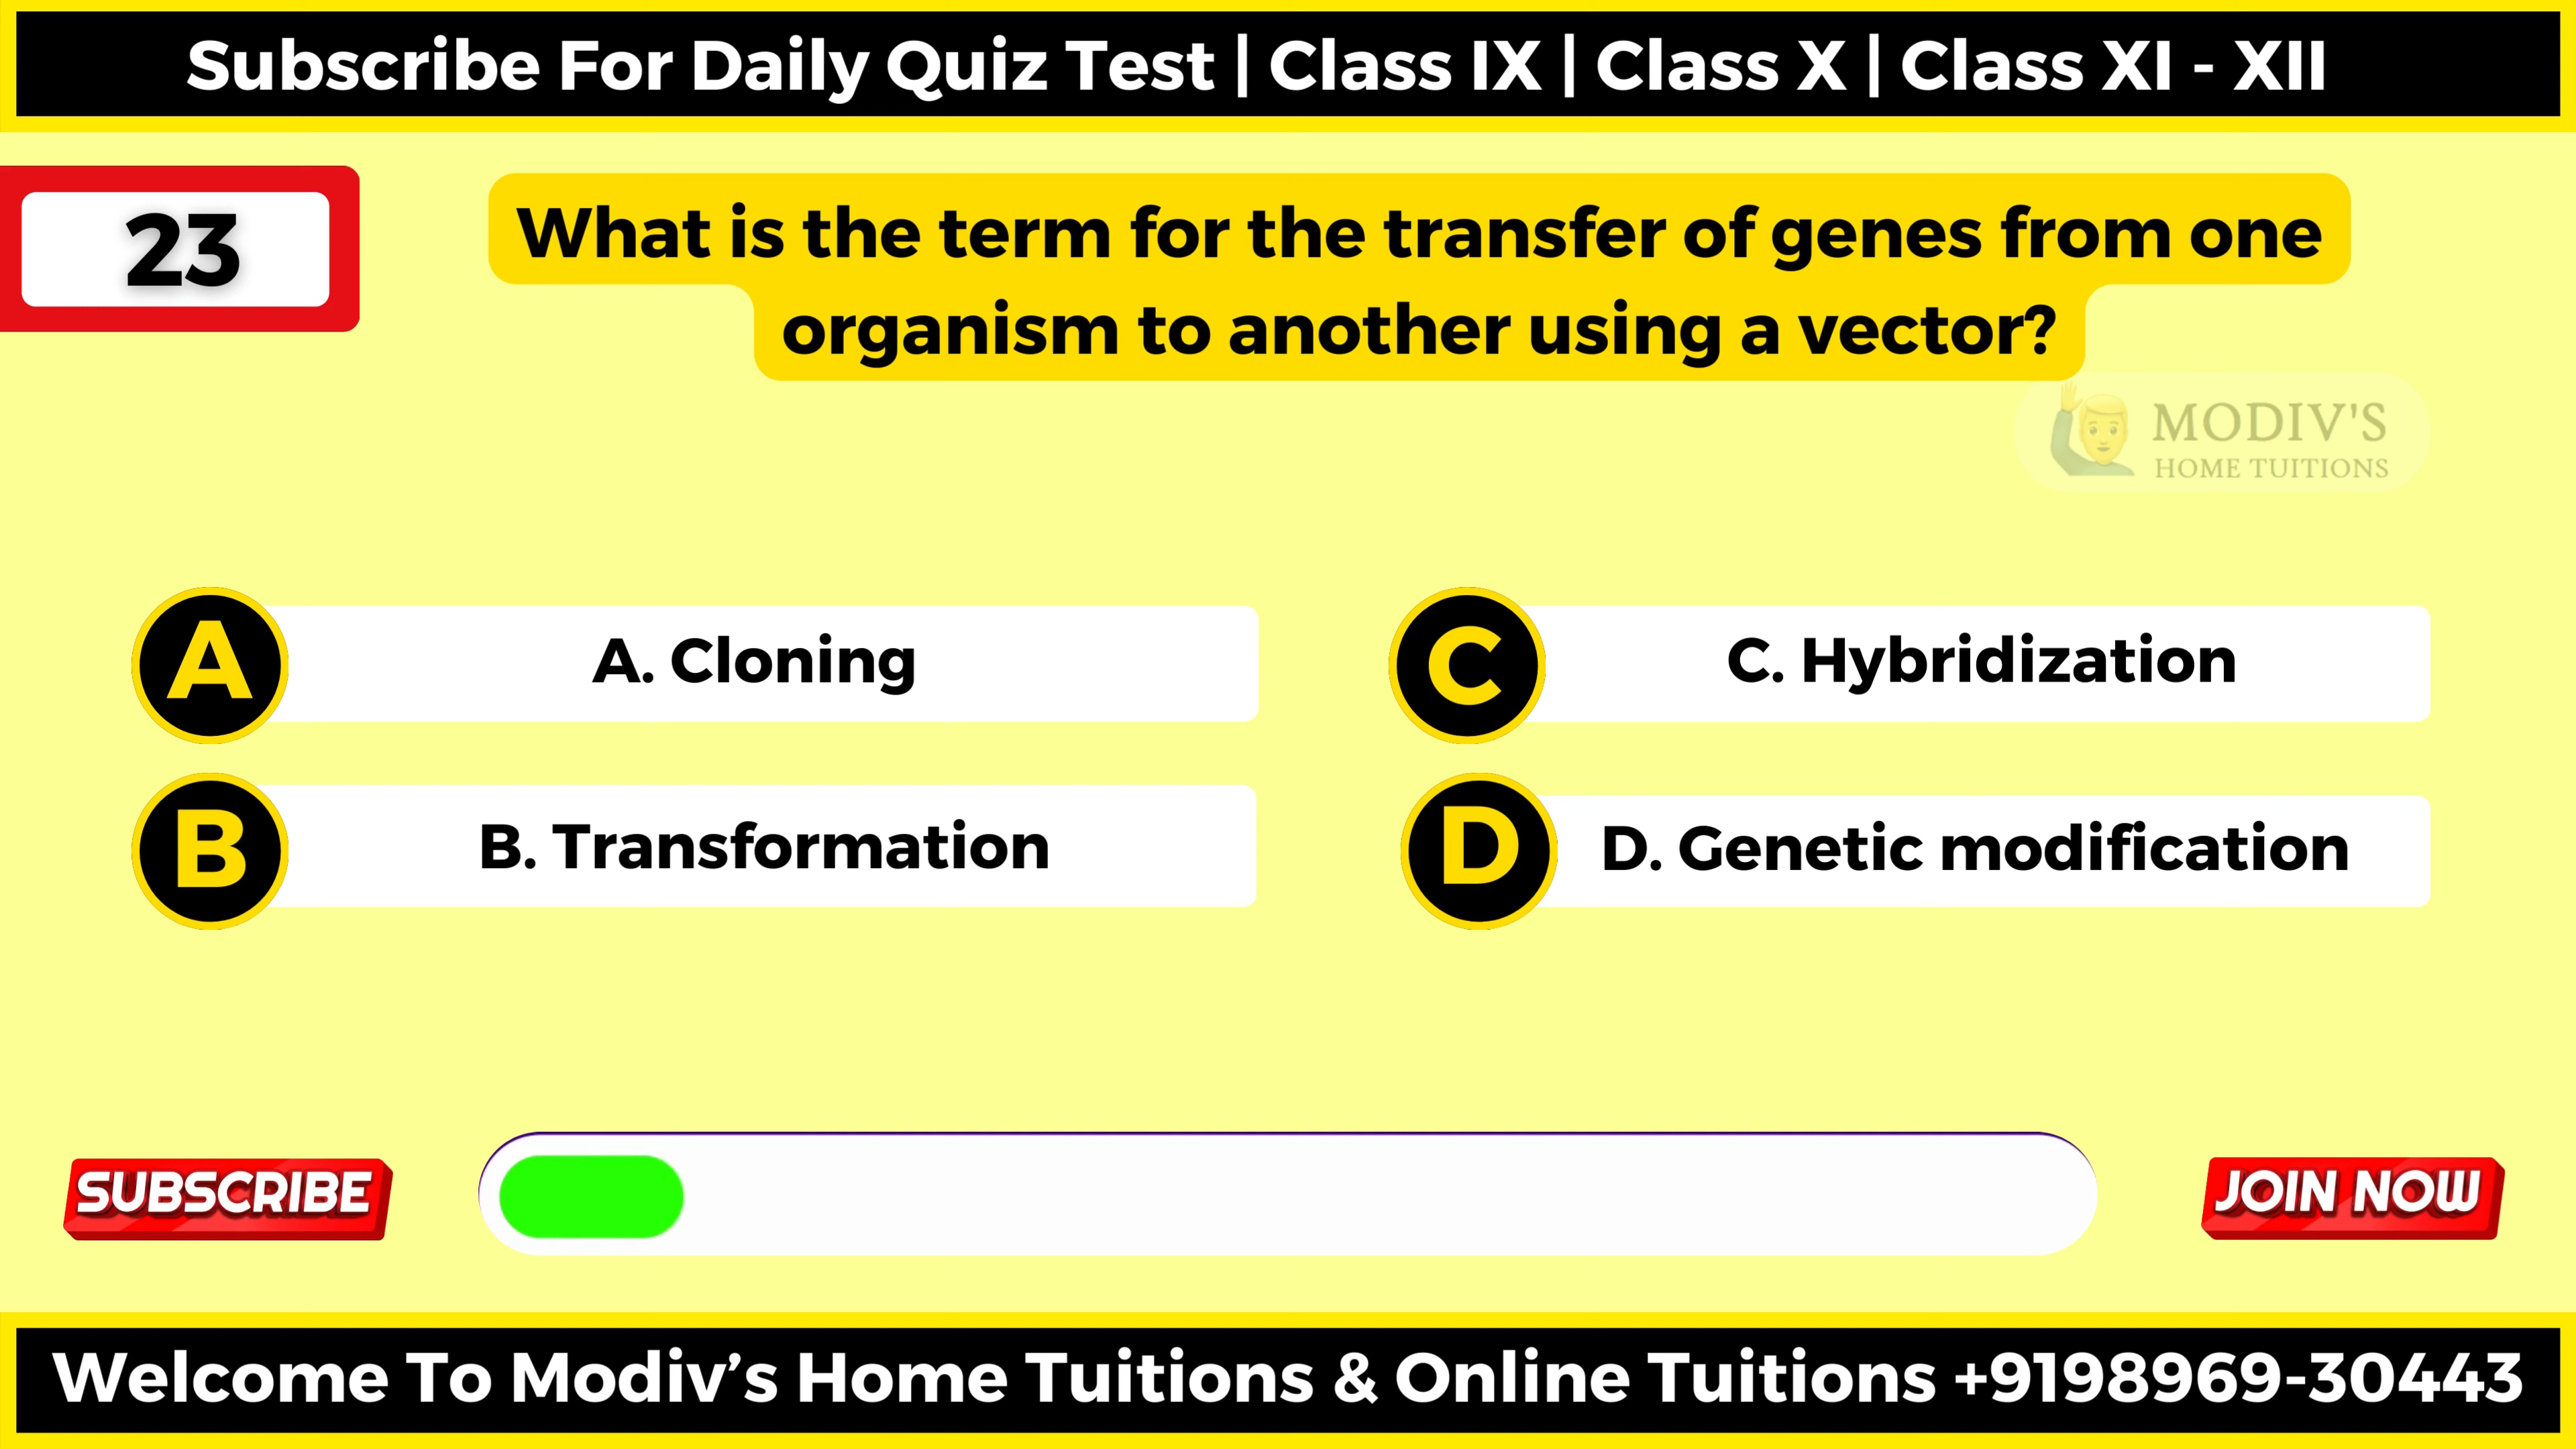 Subscribe For Daily Quiz Test | Class IX | Class X | Class XI - XII
23
What is the term for the transfer of genes from one
organism to another using a vector?
MODIV'S
HOME TUITIONS
A
A. Cloning
C
C. Hybridization
B
B. Transformation
D
D. Genetic modification
SUBSCRIBE
JOIN NOW
Welcome To Modiv’s Home Tuitions & Online Tuitions +9198969-30443